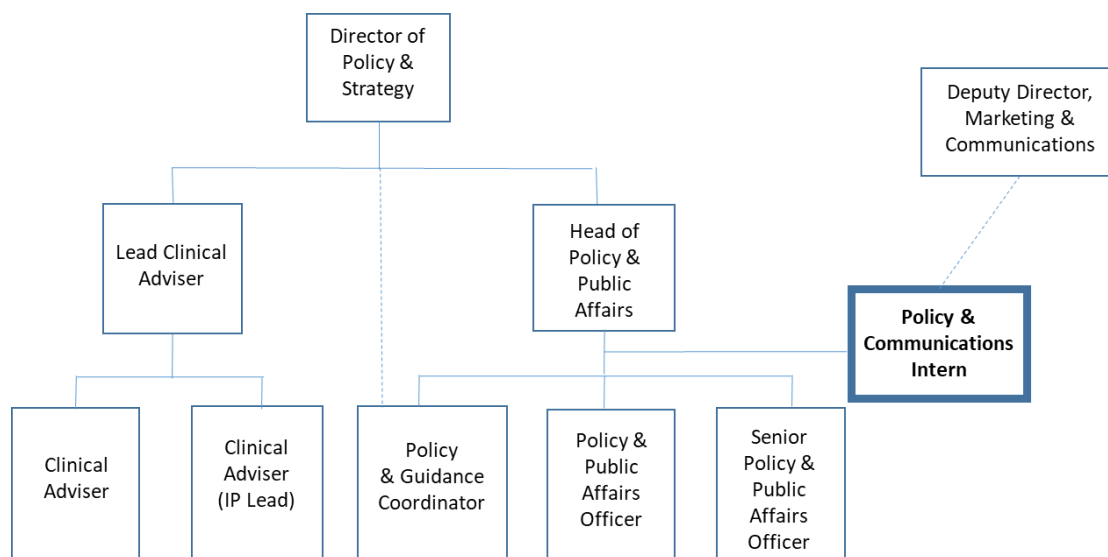 Director of
Policy &
Strategy
Deputy Director,
Marketing &
Communications
Lead Clinical
Adviser
Head of
Policy &
Public
Affairs
Policy &
Communications
Intern
Clinical
Adviser
Clinical
Adviser
(IP Lead)
Policy
& Guidance
Coordinator
Policy &
Public
Affairs
Officer
Senior
Policy &
Public
Affairs
Officer